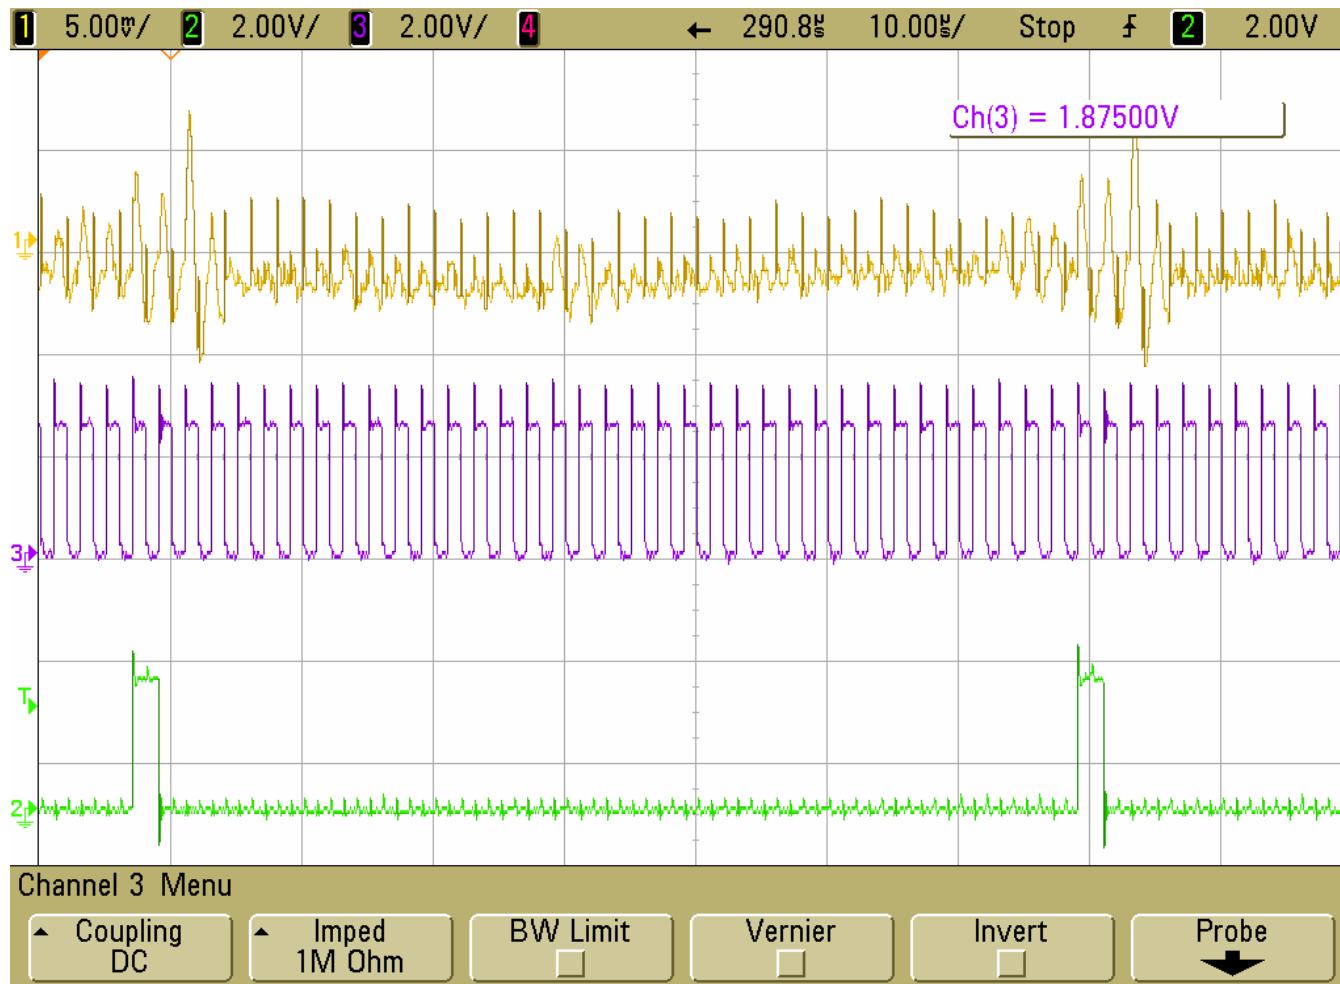 1 5.00mV/ 2 2.00V/ 3 2.00V/ 4 ← 290.8µs 10.00µs/ Stop 2 2.00V
Ch(3) = 1.87500V
1
3
T
2
Channel 3 Menu
Coupling Imped BW Limit Vernier Invert Probe
DC 1M Ohm